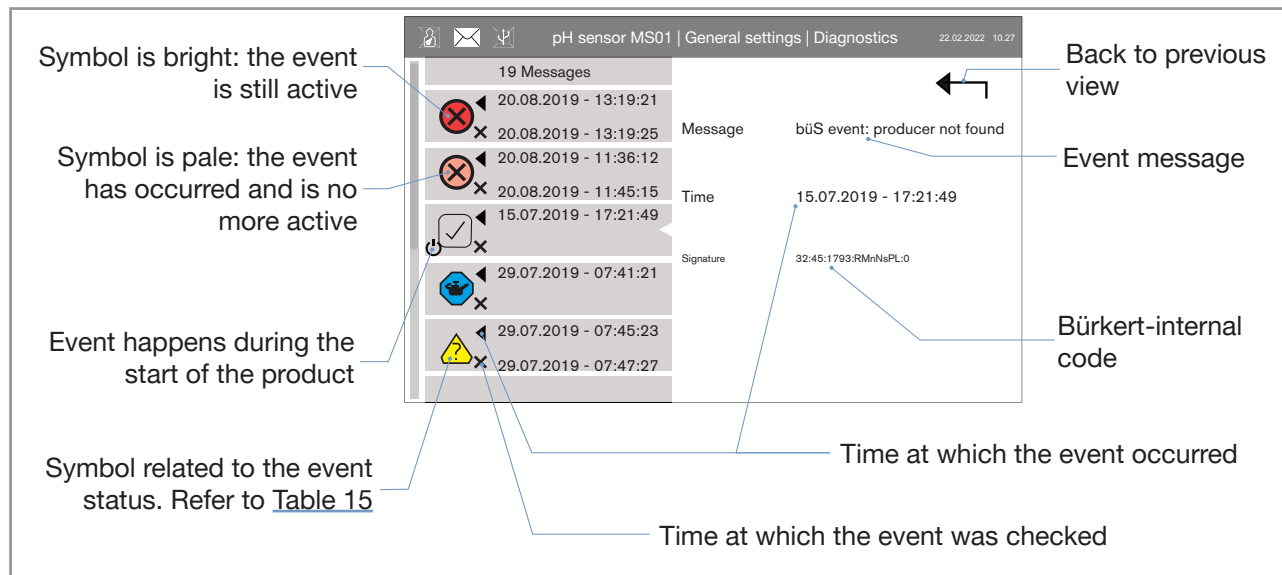 Symbol is bright: the event
is still active
Symbol is pale: the event
has occurred and is no
more active
Event happens during the
start of the product
Symbol related to the event
status. Refer to Table 15
pH sensor MS01 | General settings | Diagnostics
22.02.2022 10.27
19 Messages
20.08.2019 - 13:19:21
20.08.2019 - 13:19:25
20.08.2019 - 11:36:12
20.08.2019 - 11:45:15
15.07.2019 - 17:21:49
29.07.2019 - 07:41:21
?
29.07.2019 - 07:45:23
29.07.2019 - 07:47:27
Message büS event: producer not found
Time 15.07.2019 - 17:21:49
Signature 32:45:1793:RMnNsPL:0
Back to previous
view
Event message
Bürkert-internal
code
Time at which the event occurred
Time at which the event was checked